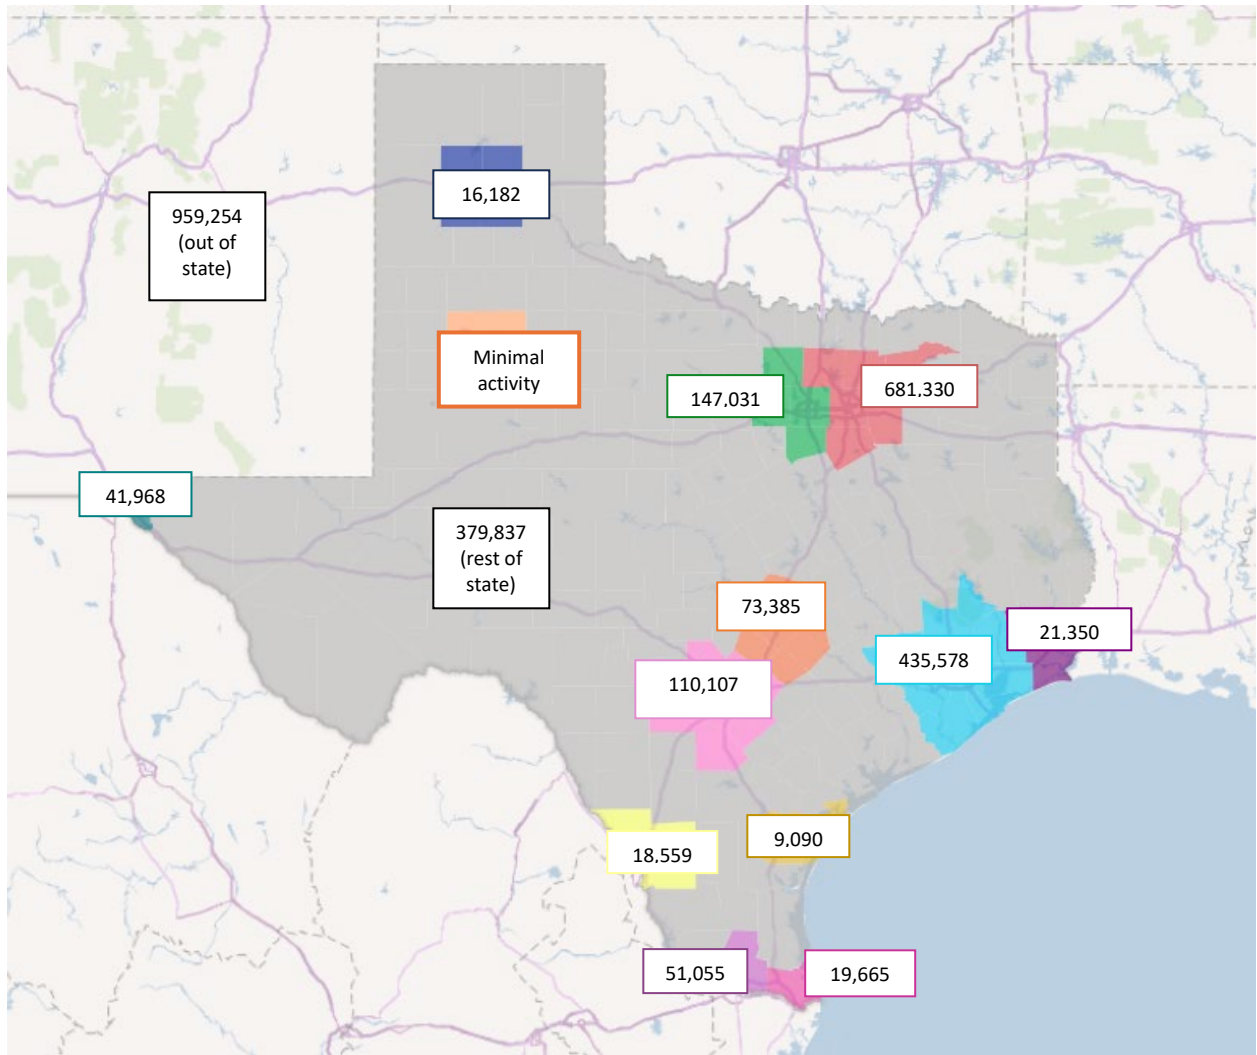 16,182
959,254
(out of
state)
Minimal
activity
147,031
681,330
41,968
379,837
(rest of
state)
73,385
21,350
435,578
110,107
9,090
18,559
51,055
19,665